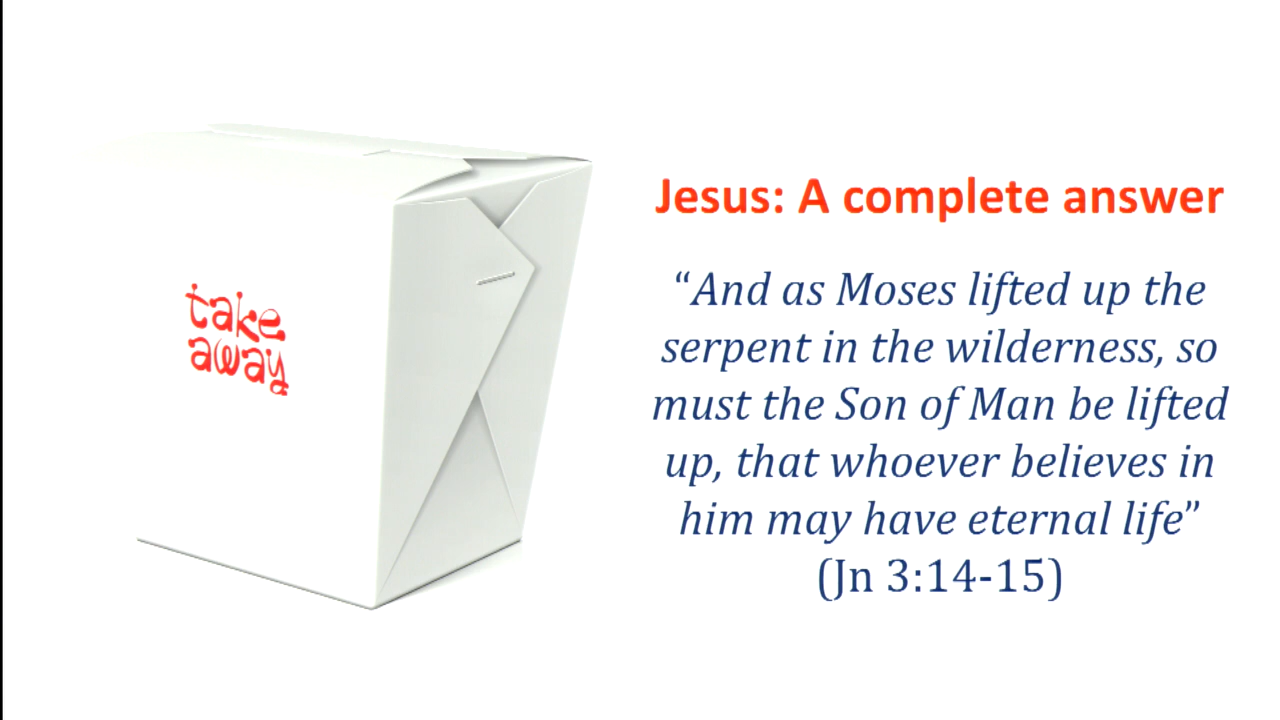 take
away
Jesus: A complete answer
“And as Moses lifted up the
serpent in the wilderness, so
must the Son of Man be lifted
up, that whoever believes in
him may have eternal life”
(Jn 3:14-15)